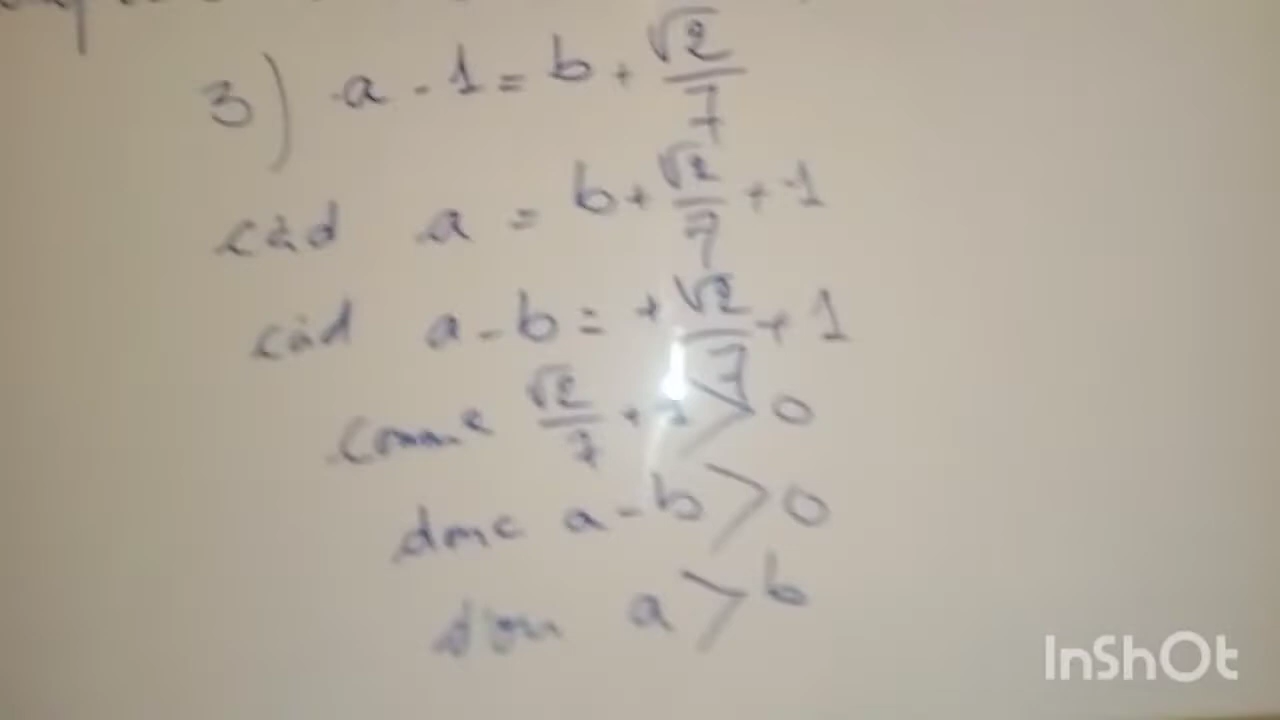 3) a - 1 = b + √2/7
càd a = b + √2/7 + 1
càd a - b = + √2/7 + 1
comme √2/7 + 1 > 0
donc a - b > 0
d'où a > b
InShOt